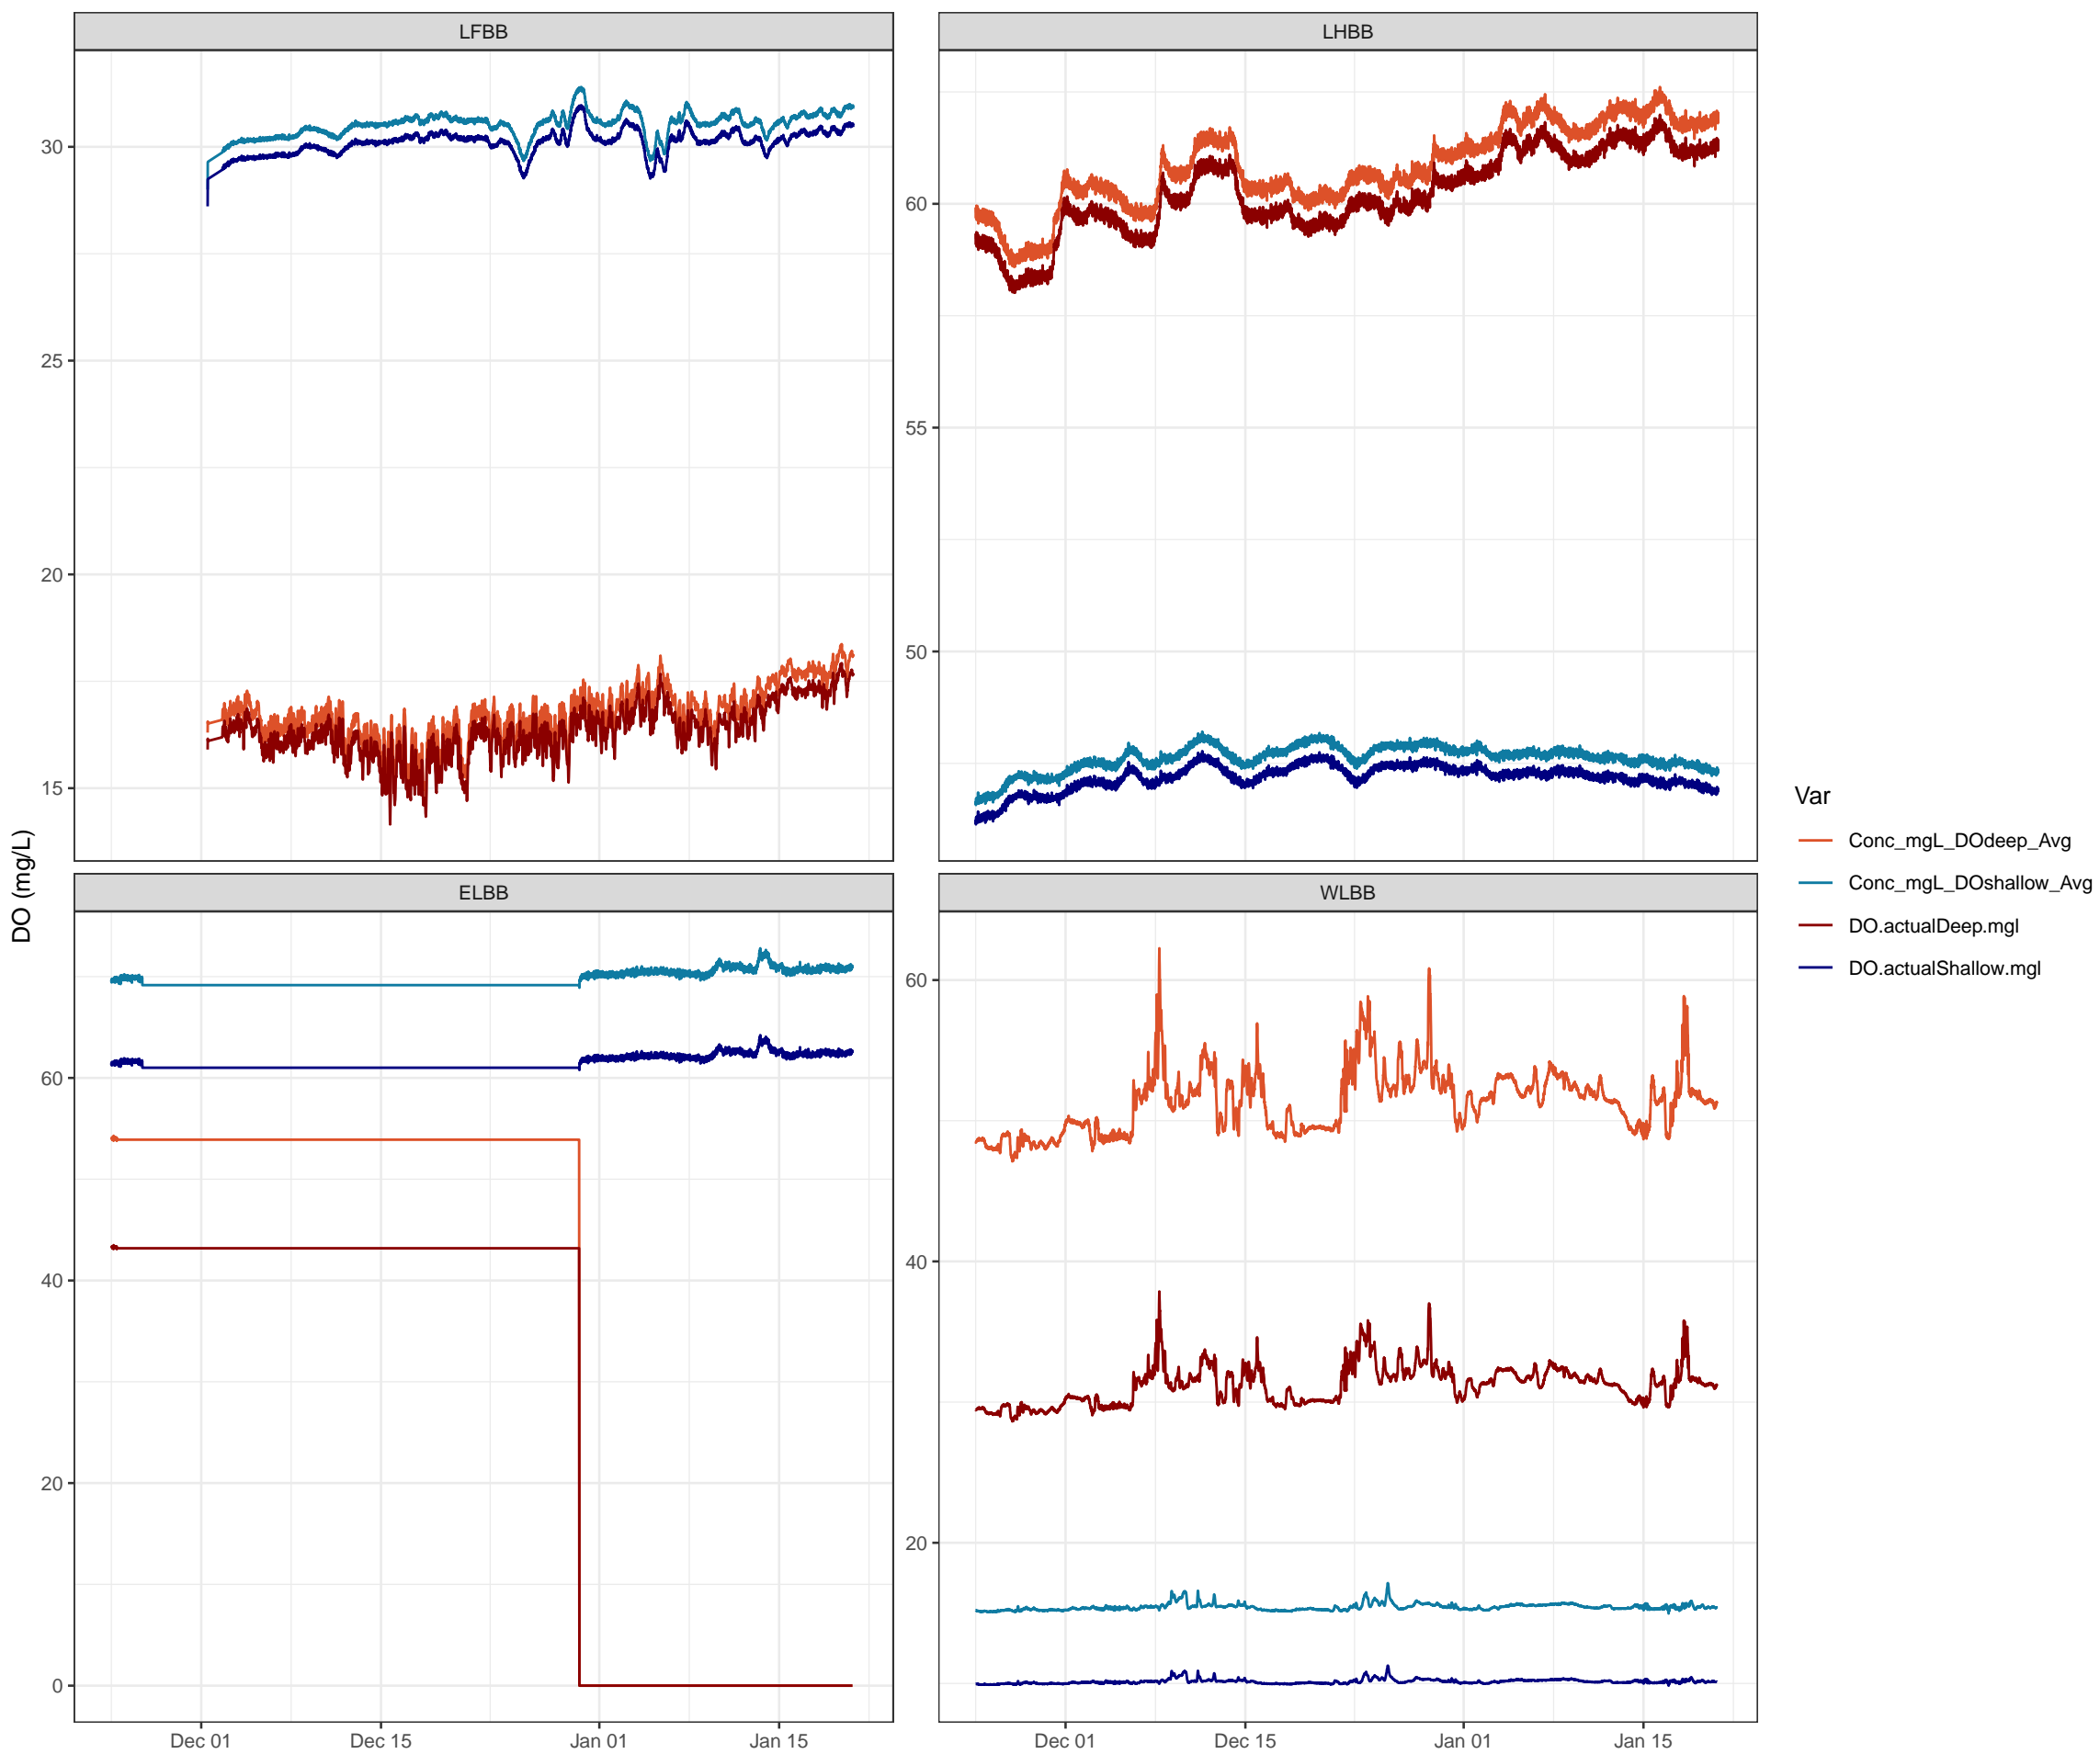 LFBB
LHBB
30
25
20
15
60
55
50
ELBB
WLBB
60
40
20
0
60
40
20
Dec 01
Dec 15
Jan 01
Jan 15
Dec 01
Dec 15
Jan 01
Jan 15
DO (mg/L)
Var
Conc_mgL_DOdeep_Avg
Conc_mgL_DOshallow_Avg
DO.actualDeep.mgl
DO.actualShallow.mgl